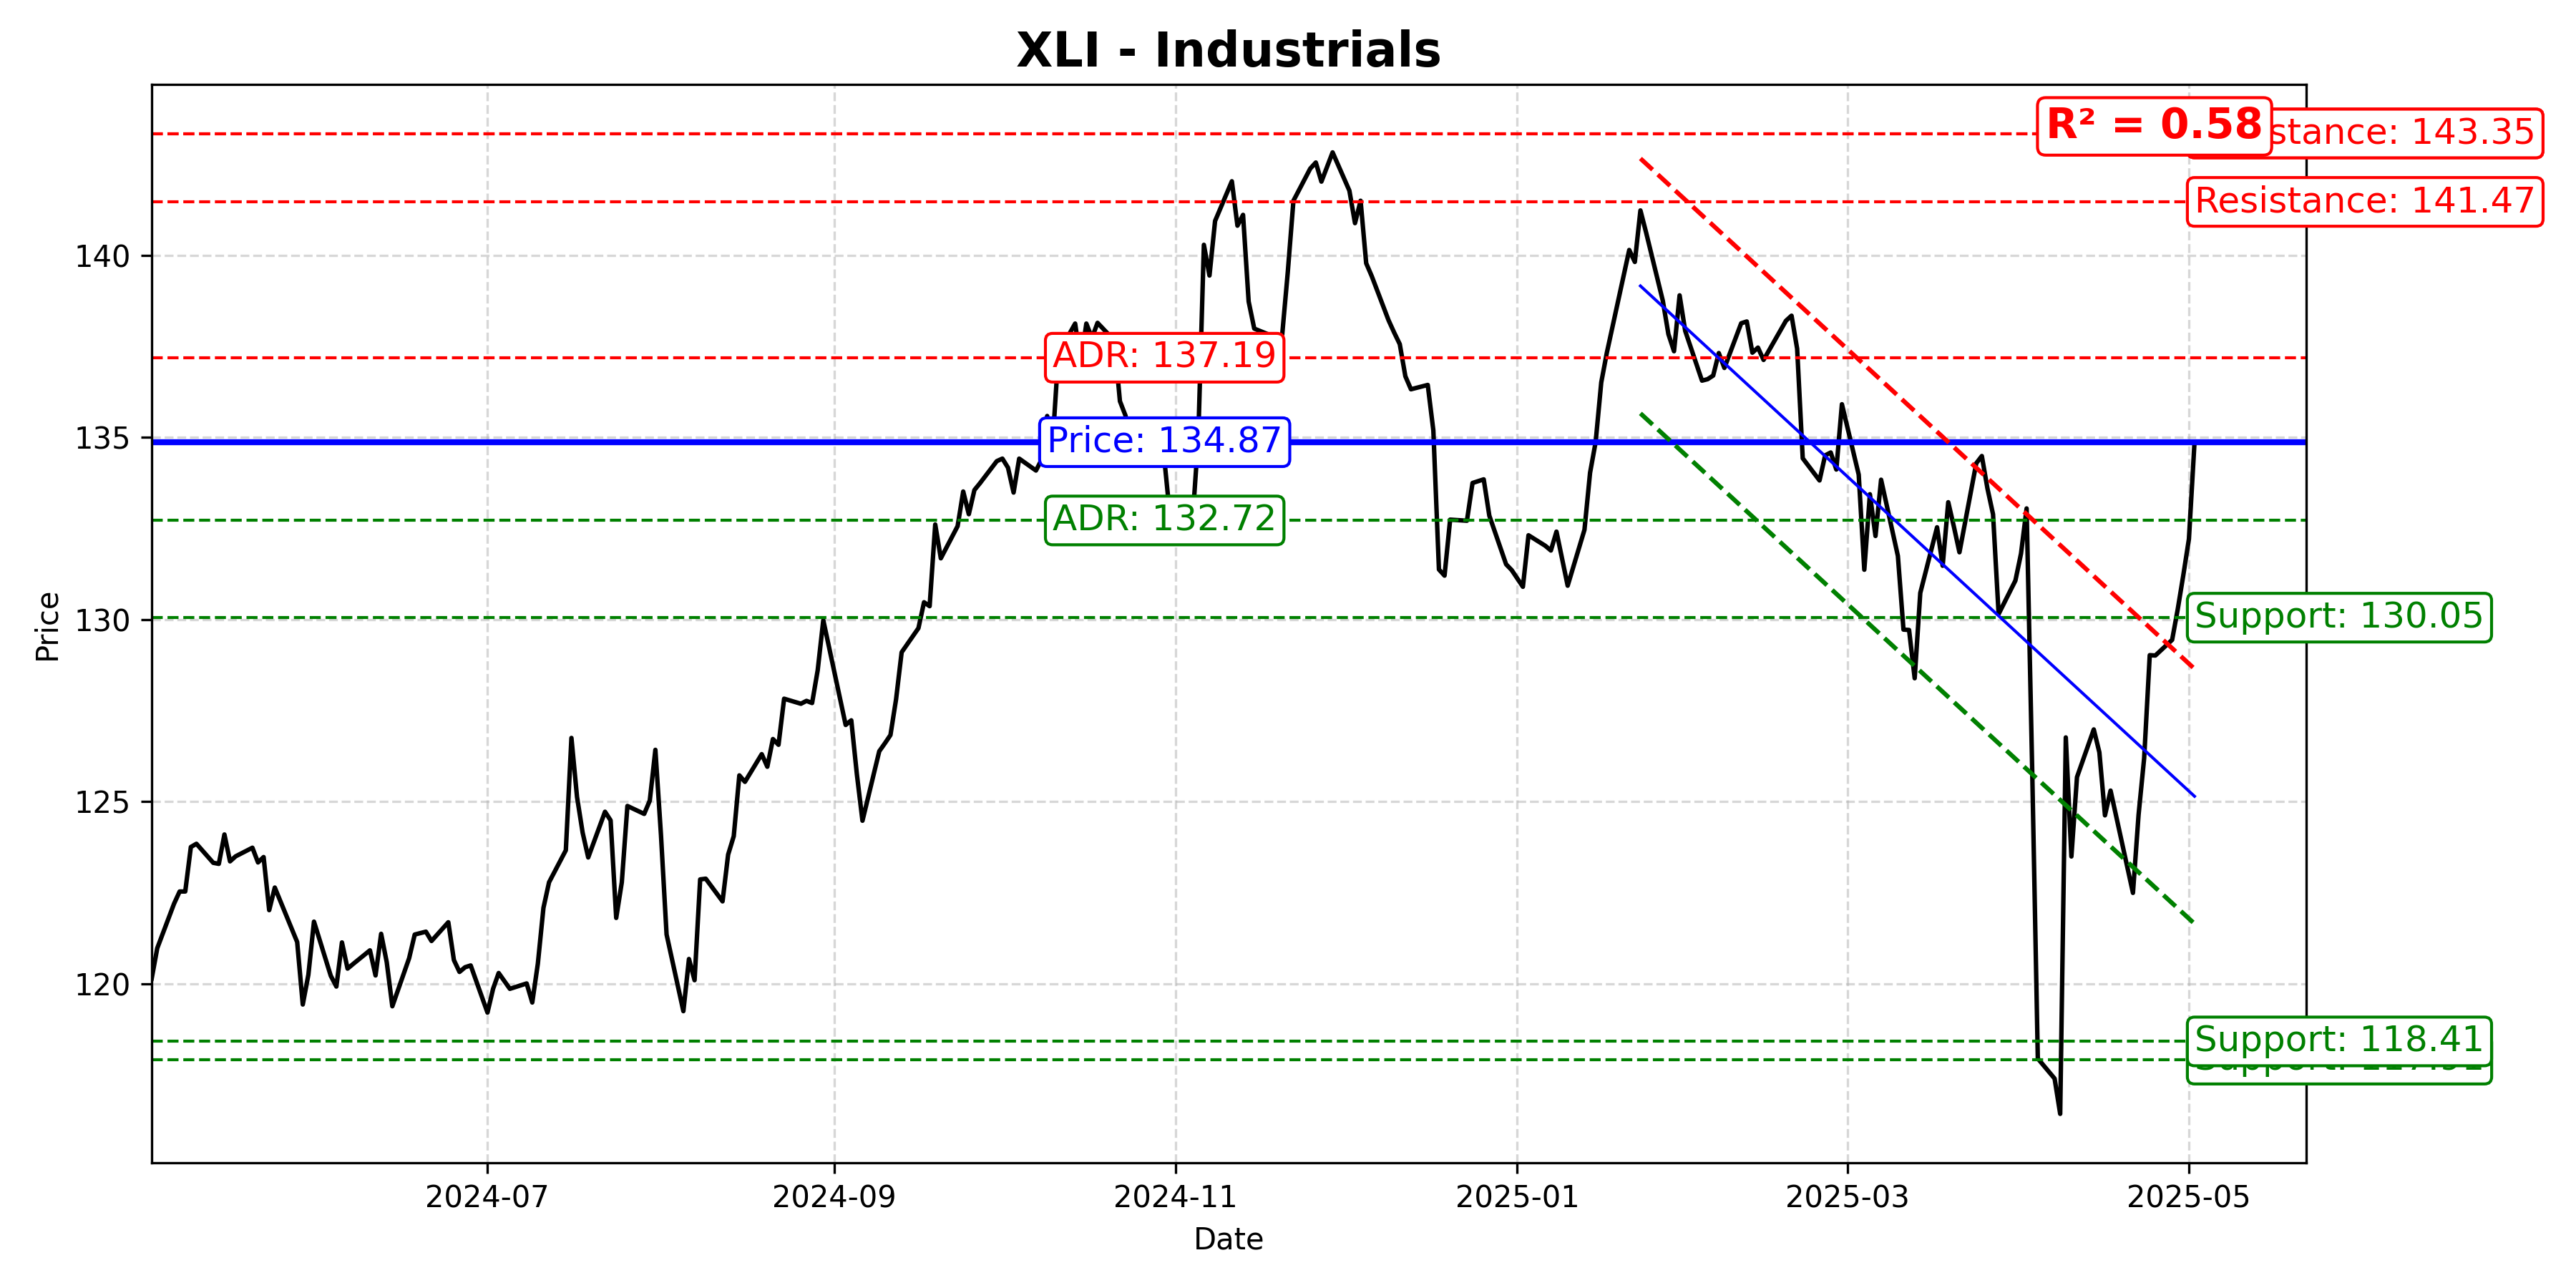 XLI - Industrials
R² = 0.58
stance: 143.35
Resistance: 141.47
140
ADR: 137.19
135
Price: 134.87
ADR: 132.72
130
Support: 130.05
Price
125
120
Support: 118.41
2024-07
2024-09
2024-11
2025-01
2025-03
2025-05
Date